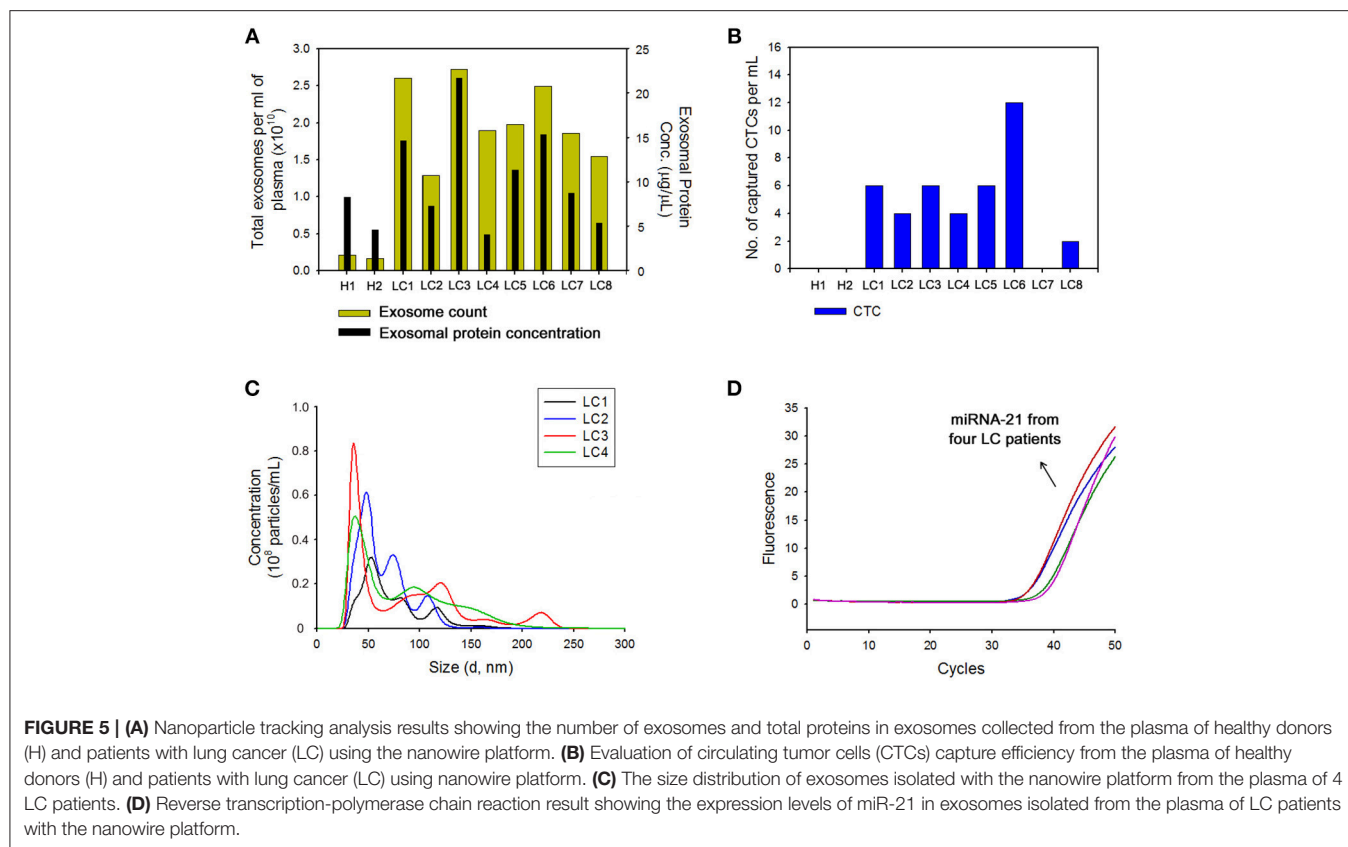 (A)
3.0
2.5
2.0
1.5
1.0
0.5
0.0
Total exosomes per ml of
plasma (x10¹⁰)
25
20
15
10
5
0
Exosomal Protein
Conc. (µg/µL)
H1 H2 LC1 LC2 LC3 LC4 LC5 LC6 LC7 LC8
Exosome count
Exosomal protein concentration
(B)
16
14
12
10
8
6
4
2
0
No. of captured CTCs per mL
H1 H2 LC1 LC2 LC3 LC4 LC5 LC6 LC7 LC8
CTC
(C)
1.0
0.8
0.6
0.4
0.2
0
Concentration
(10⁸ particles/mL)
LC1
LC2
LC3
LC4
0 50 100 150 200 250 300
Size (d, nm)
(D)
35
30
25
20
15
10
5
0
Fluorescence
miRNA-21 from
four LC patients
0 10 20 30 40 50
Cycles
FIGURE 5 | (A) Nanoparticle tracking analysis results showing the number of exosomes and total proteins in exosomes collected from the plasma of healthy donors
(H) and patients with lung cancer (LC) using the nanowire platform. (B) Evaluation of circulating tumor cells (CTCs) capture efficiency from the plasma of healthy
donors (H) and patients with lung cancer (LC) using nanowire platform. (C) The size distribution of exosomes isolated with the nanowire platform from the plasma of 4
LC patients. (D) Reverse transcription-polymerase chain reaction result showing the expression levels of miR-21 in exosomes isolated from the plasma of LC patients
with the nanowire platform.